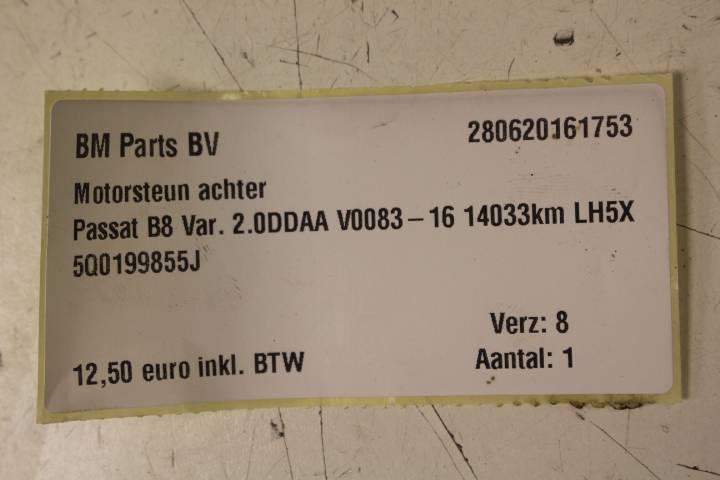 BM Parts BV 280620161753
Motorsteun achter
Passat B8 Var. 2.0DDAA V0083-16 14033km LH5X
5Q0199855J
Verz: 8
12,50 euro inkl. BTW Aantal: 1